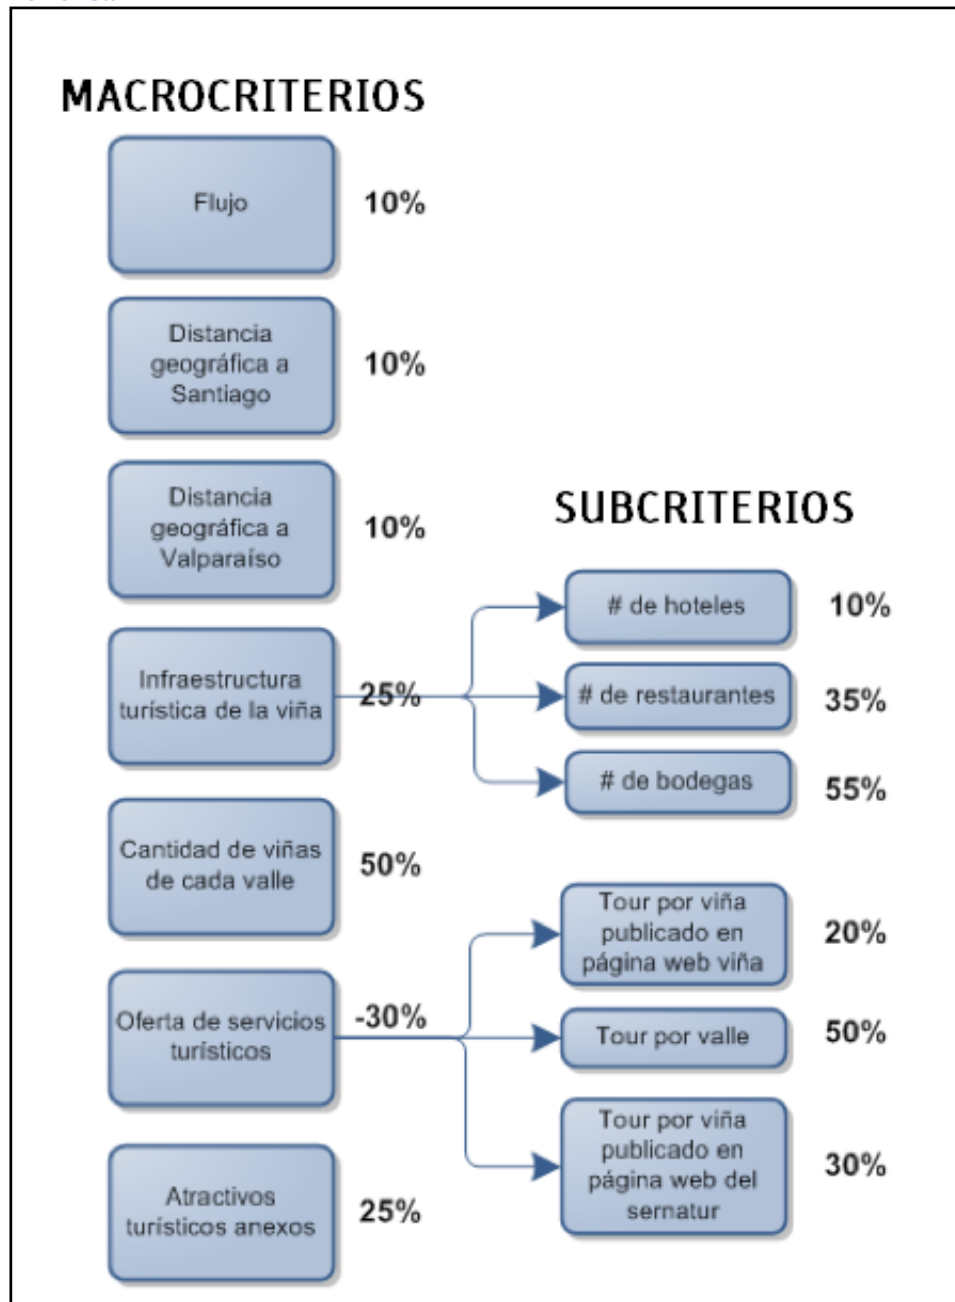 MACROCRITERIOS
Flujo
10%
Distancia
geográfica a
Santiago
10%
Distancia
geográfica a
Valparaíso
10%
SUBCRITERIOS
Infraestructura
turística de la viña
25%
# de hoteles
10%
# de restaurantes
35%
# de bodegas
55%
Cantidad de viñas
de cada valle
50%
Oferta de servicios
turísticos
-30%
Tour por viña
publicado en
página web viña
20%
Tour por valle
50%
Tour por viña
publicado en
página web del
sernatur
30%
Atractivos
turísticos anexos
25%